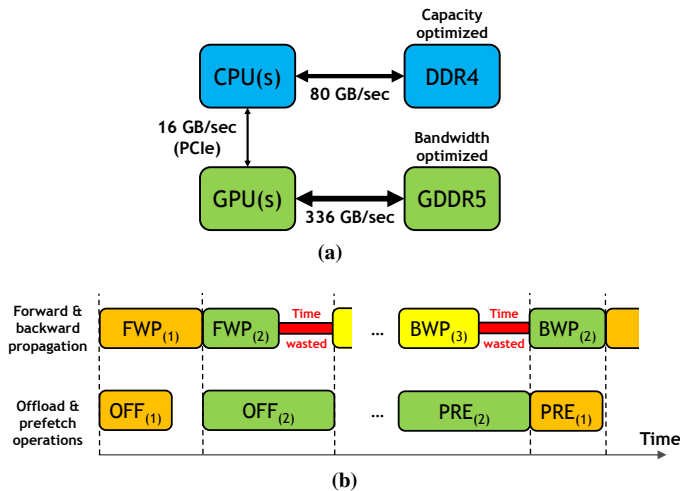 Capacity
optimized
CPU(s)
80 GB/sec
DDR4
16 GB/sec
(PCIe)
Bandwidth
optimized
GPU(s)
336 GB/sec
GDDR5
(a)
Forward &
backward
propagation
FWP(1)
FWP(2)
Time
wasted
...
BWP(3)
Time
wasted
BWP(2)
Offload &
prefetch
operations
OFF(1)
OFF(2)
...
PRE(2)
PRE(1)
Time
(b)